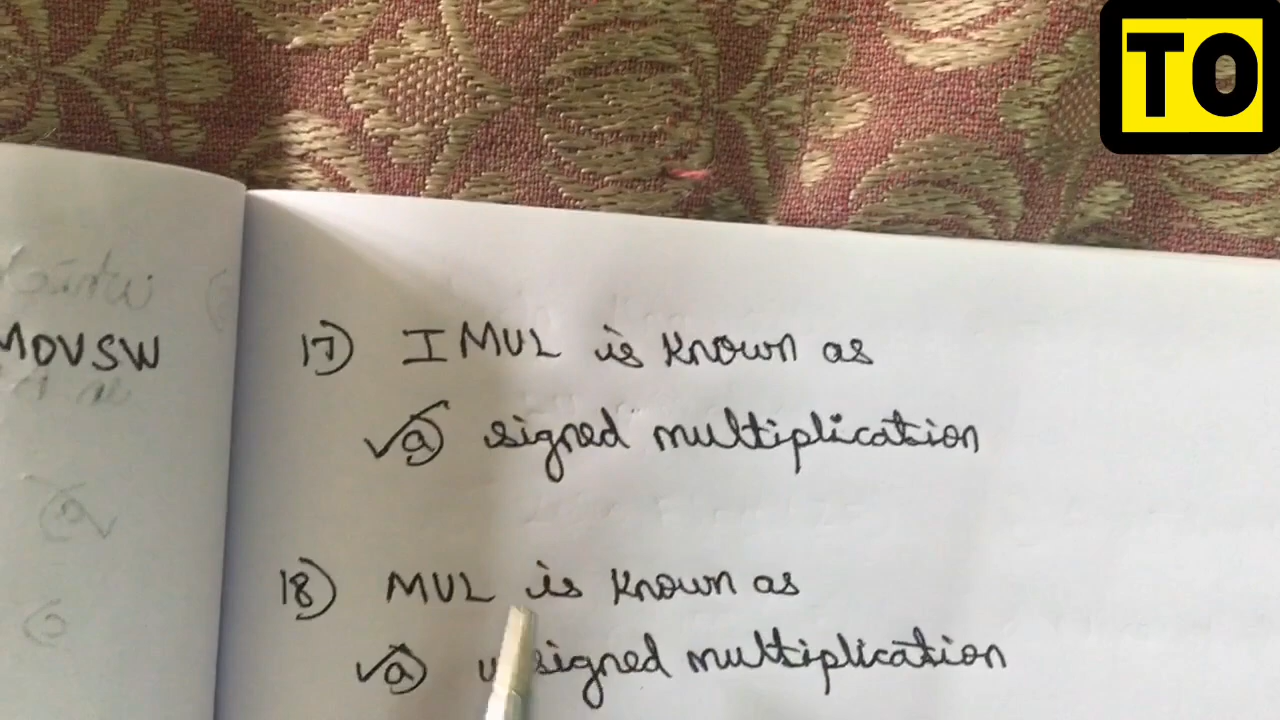 TO
MOVSW
17) IMUL is known as
a) signed multiplication
18) MUL is known as
a) signed multiplication